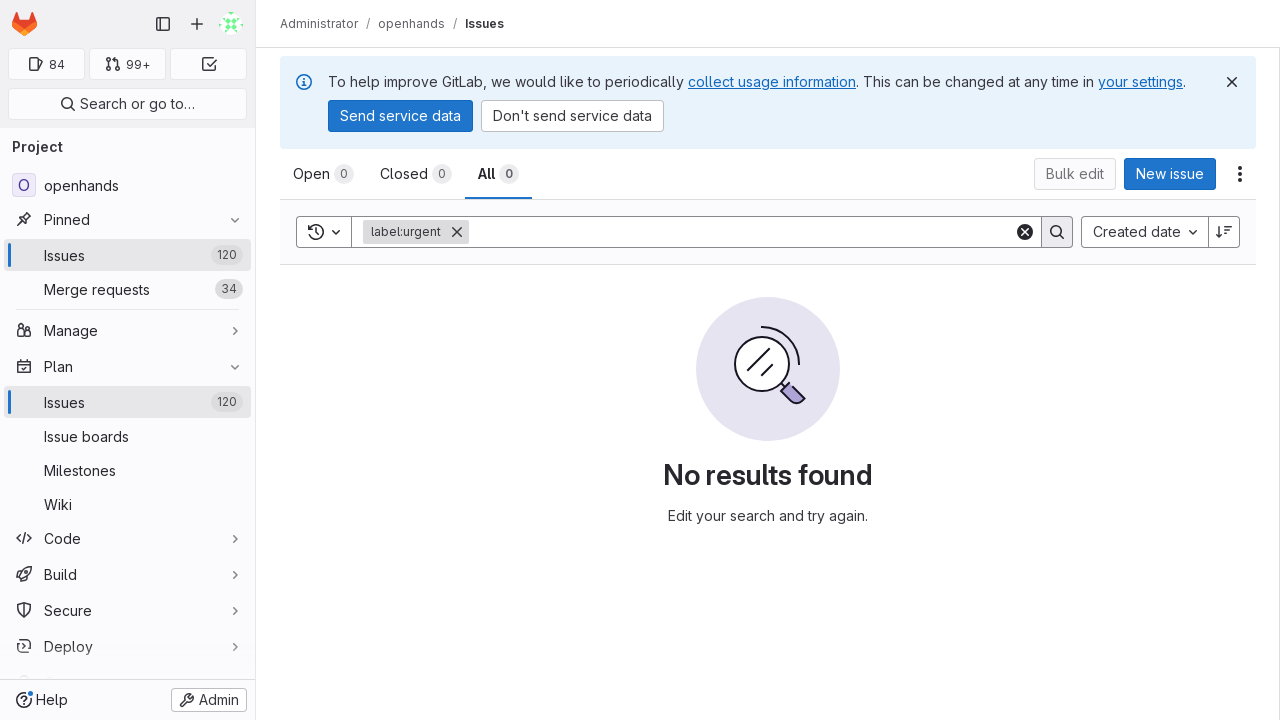 Administrator / openhands / Issues
84
99+
Search or go to…
Project
O openhands
Pinned
Issues 120
Merge requests 34
Manage
Plan
Issues 120
Issue boards
Milestones
Wiki
Code
Build
Secure
Deploy
Help
Admin
To help improve GitLab, we would like to periodically collect usage information. This can be changed at any time in your settings.
Send service data
Don't send service data
Open 0
Closed 0
All 0
Bulk edit
New issue
label:urgent
Created date
No results found
Edit your search and try again.